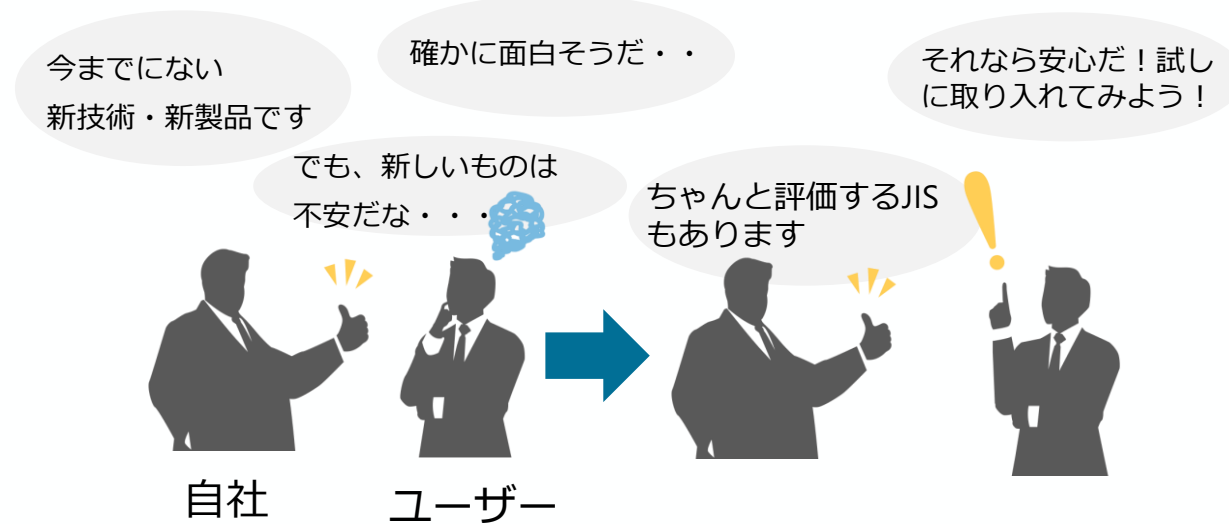 今までにない
新技術・新製品です
確かに面白そうだ・・
でも、新しいものは
不安だな・・・
ちゃんと評価するJIS
もあります
それなら安心だ！試し
に取り入れてみよう！
自社
ユーザー